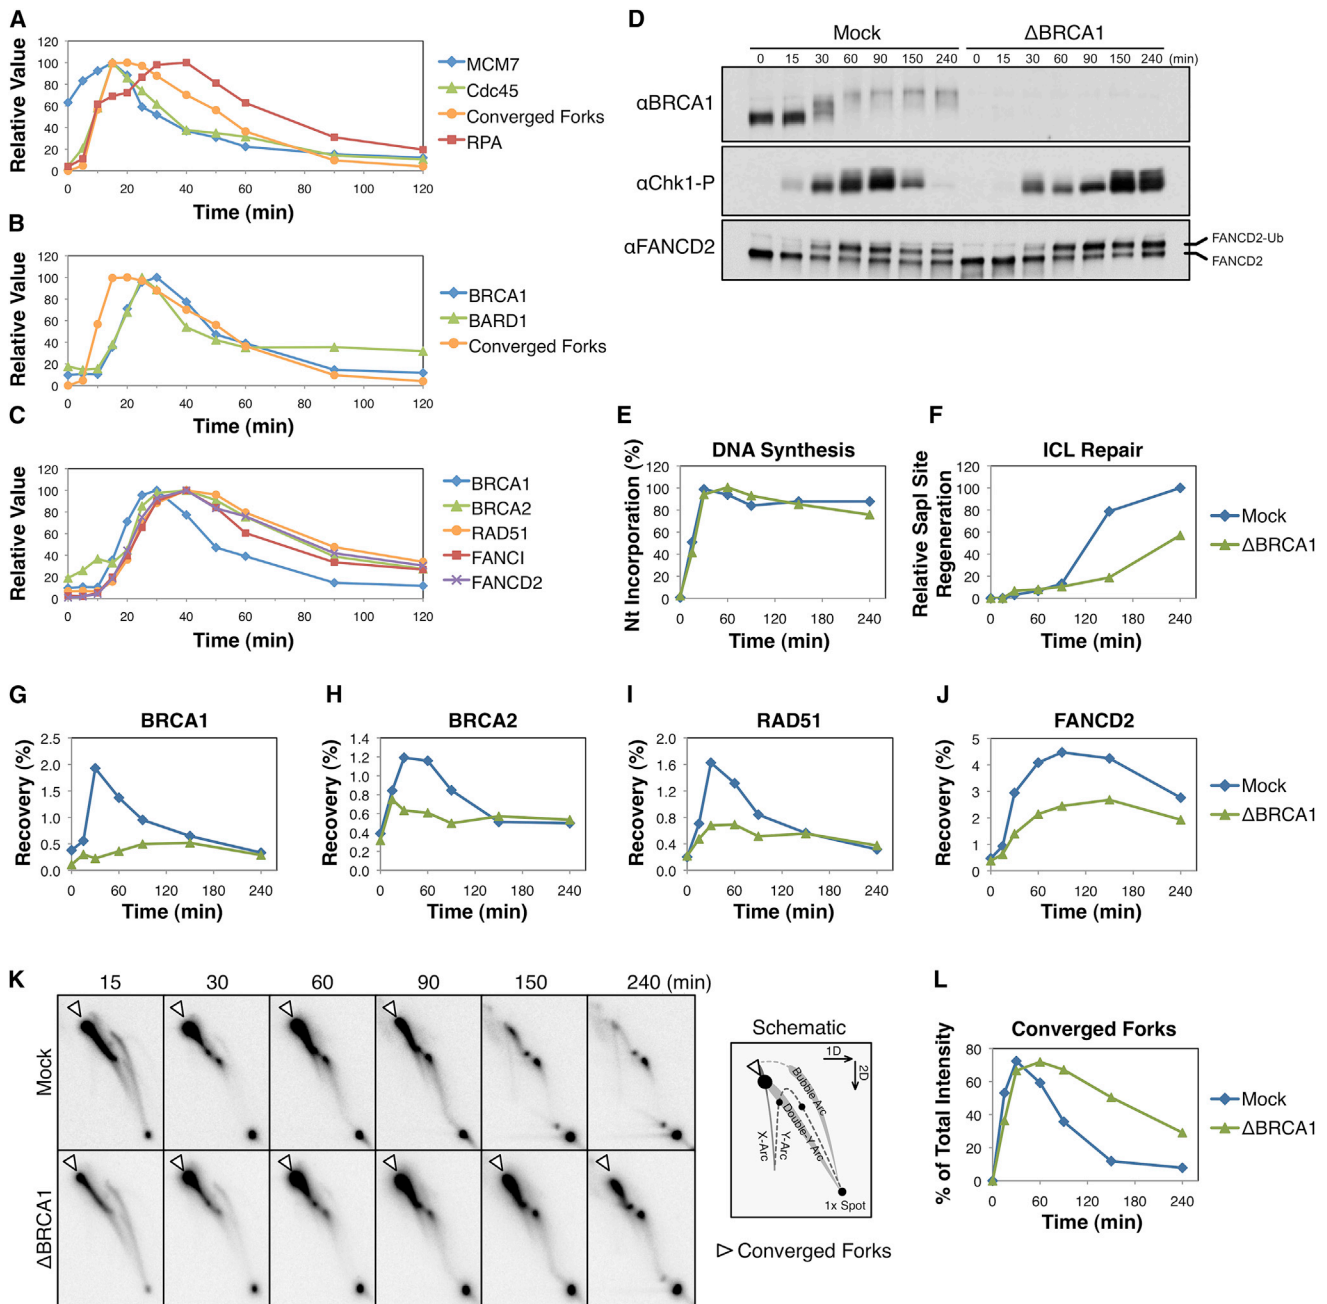 A
Relative Value
120
100
80
60
40
20
0
0 20 40 60 80 100 120
Time (min)
MCM7
Cdc45
Converged Forks
RPA
B
Relative Value
120
100
80
60
40
20
0
0 20 40 60 80 100 120
Time (min)
BRCA1
BARD1
Converged Forks
C
Relative Value
120
100
80
60
40
20
0
0 20 40 60 80 100 120
Time (min)
BRCA1
BRCA2
RAD51
FANCI
FANCD2
D
Mock ΔBRCA1
0 15 30 60 90 150 240 0 15 30 60 90 150 240 (min)
αBRCA1
αChk1-P
αFANCD2
FANCD2-Ub
FANCD2
E
DNA Synthesis
Nt Incorporation (%)
120
100
80
60
40
20
0
0 60 120 180 240
Time (min)
F
ICL Repair
Relative SapI Site
Regeneration
120
100
80
60
40
20
0
0 60 120 180 240
Time (min)
Mock
ΔBRCA1
G
BRCA1
Recovery (%)
2.5
2.0
1.5
1.0
0.5
0.0
0 60 120 180 240
Time (min)
H
BRCA2
Recovery (%)
1.4
1.2
1.0
0.8
0.6
0.4
0.2
0.0
0 60 120 180 240
Time (min)
I
RAD51
Recovery (%)
2.0
1.6
1.2
0.8
0.4
0.0
0 60 120 180 240
Time (min)
J
FANCD2
Recovery (%)
5
4
3
2
1
0
0 60 120 180 240
Time (min)
Mock
ΔBRCA1
K
15 30 60 90 150 240 (min)
Mock
ΔBRCA1
Schematic
1D
2D
Bubble Arc
Double-Y Arc
X-Arc
Y-Arc
1x Spot
Converged Forks
L
Converged Forks
% of Total Intensity
80
60
40
20
0
0 60 120 180 240
Time (min)
Mock
ΔBRCA1